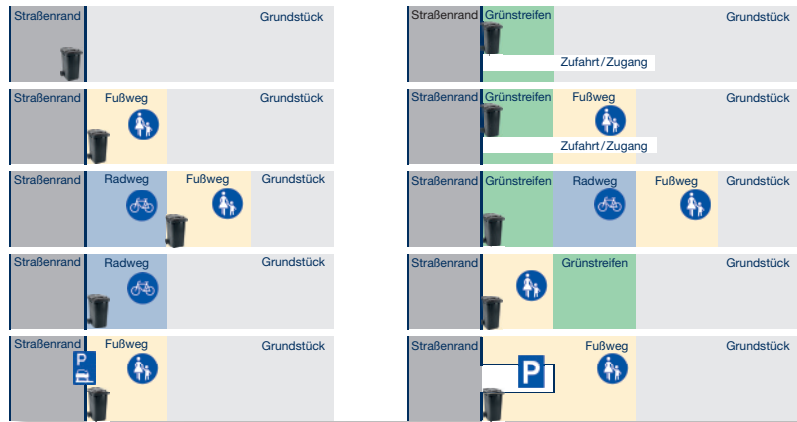 Straßenrand Grundstück
Straßenrand Fußweg Grundstück
Straßenrand Radweg Fußweg Grundstück
Straßenrand Radweg Grundstück
Straßenrand Fußweg Grundstück
P
Straßenrand Grünstreifen Grundstück
Zufahrt/Zugang
Straßenrand Grünstreifen Fußweg Grundstück
Zufahrt/Zugang
Straßenrand Grünstreifen Radweg Fußweg Grundstück
Straßenrand Grünstreifen Grundstück
Straßenrand Fußweg Grundstück
P